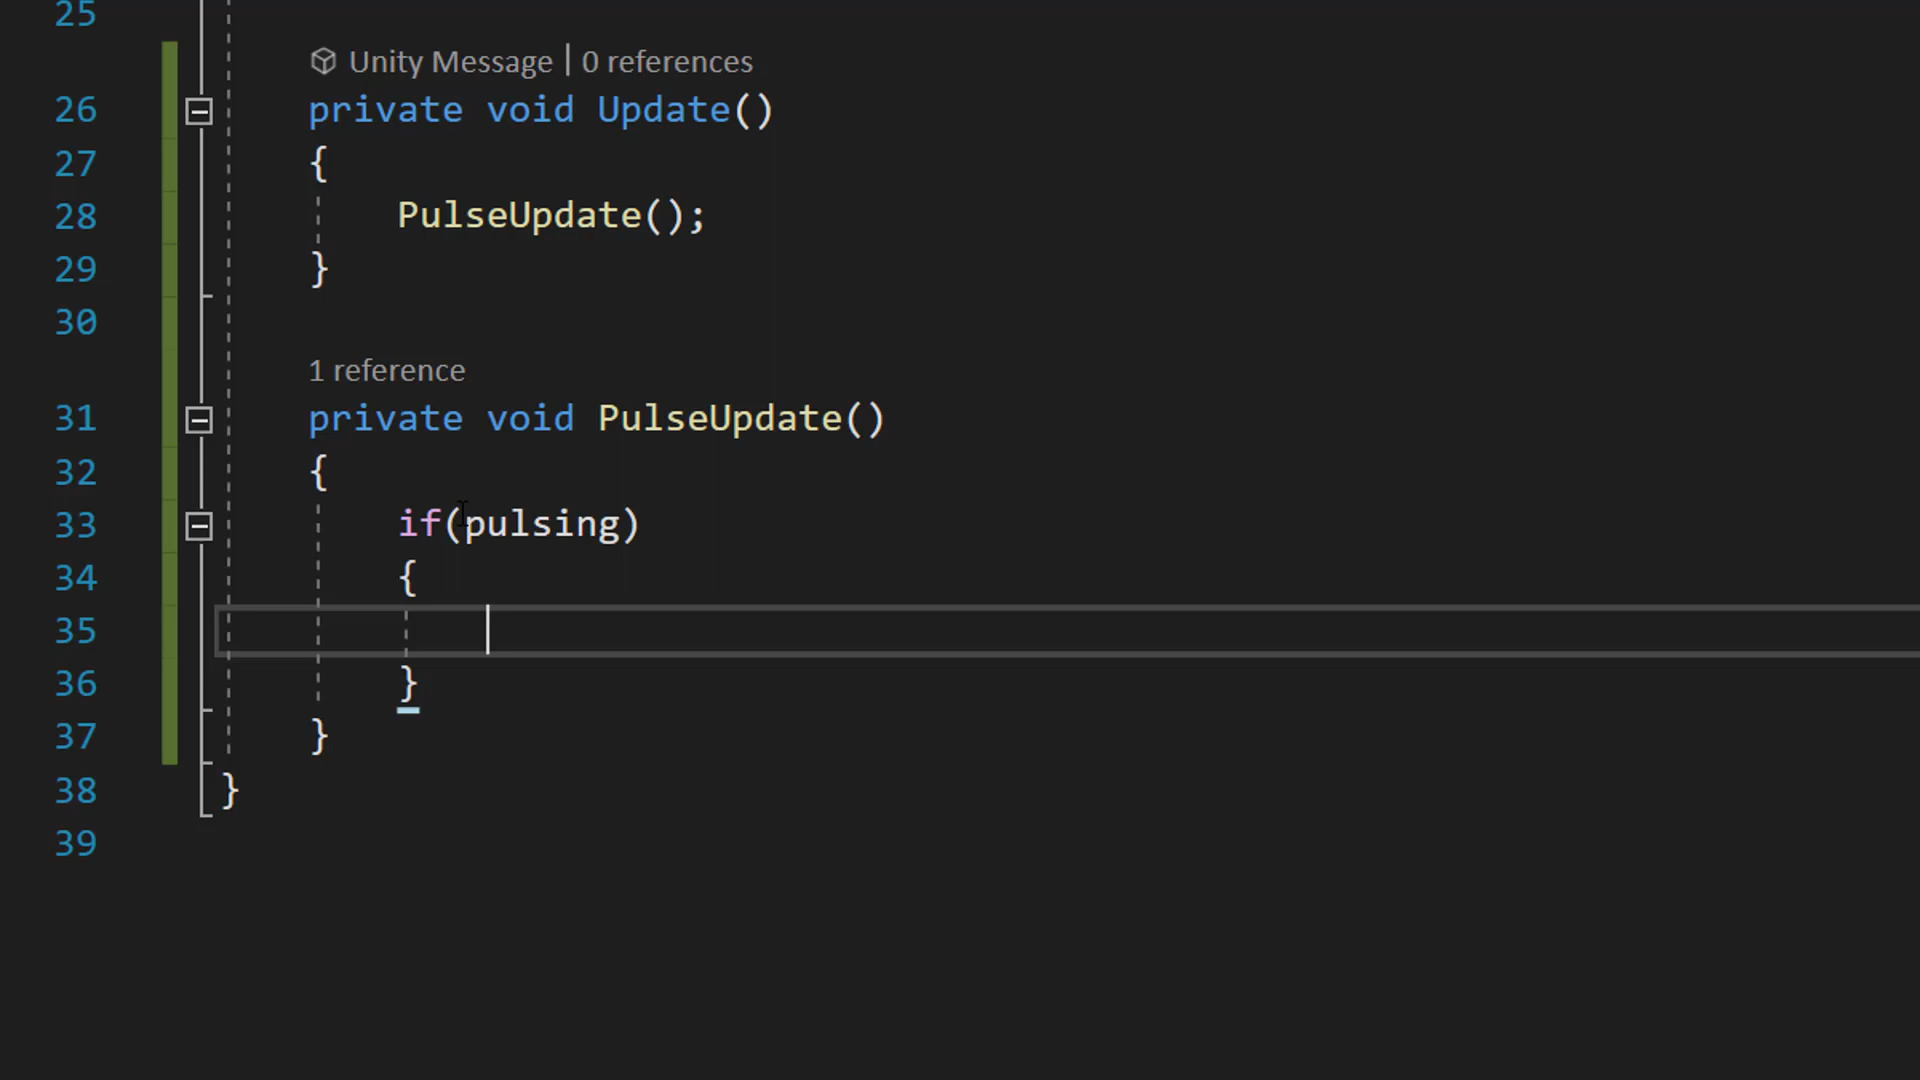 25
Unity Message | 0 references
26 private void Update()
27 {
28 PulseUpdate();
29 }
30
1 reference
31 private void PulseUpdate()
32 {
33 if(pulsing)
34 {
35
36 }
37 }
38 }
39